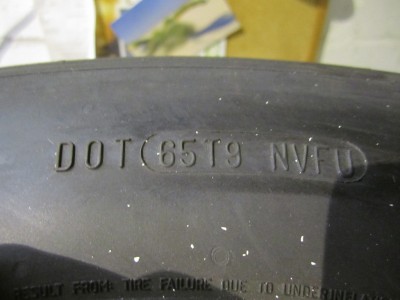 DOT 65T9 NVFU
RESULT FROM: TIRE FAILURE DUE TO